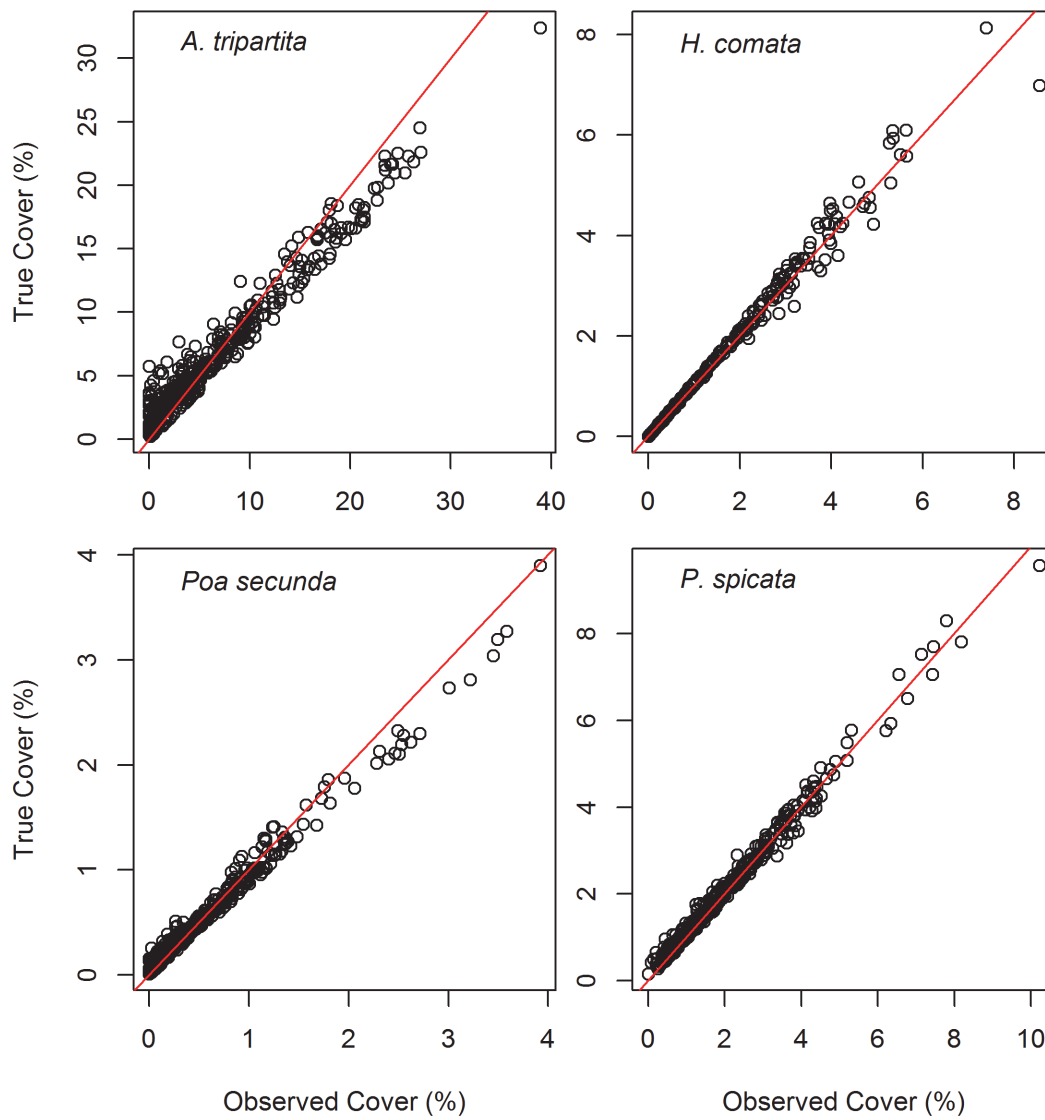 A. tripartita
H. comata
True Cover (%)
0 5 10 15 20 25 30
0 10 20 30 40
0 2 4 6 8
0 2 4 6 8
Poa secunda
P. spicata
True Cover (%)
0 1 2 3 4
0 1 2 3 4
0 2 4 6 8
0 2 4 6 8 10
Observed Cover (%)
Observed Cover (%)